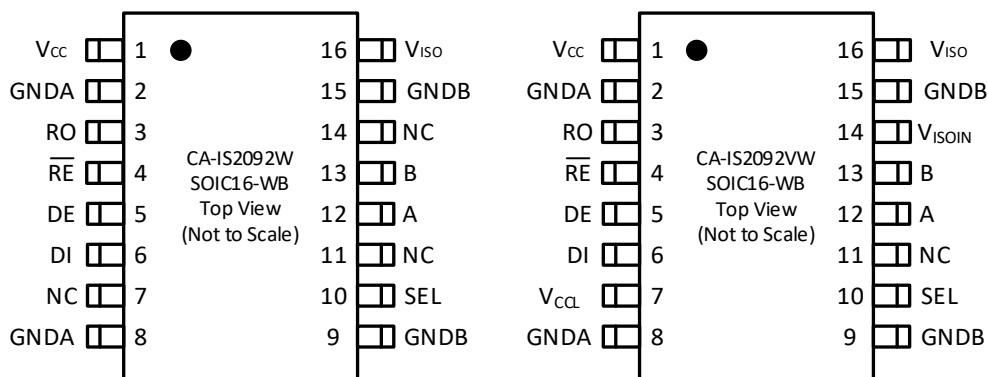 VCC 1 16 VISO
GNDA 2 15 GNDB
RO 3 14 NC
RE 4 13 B
DE 5 12 A
DI 6 11 NC
NC 7 10 SEL
GNDA 8 9 GNDB
CA-IS2092W
SOIC16-WB
Top View
(Not to Scale)
VCC 1 16 VISO
GNDA 2 15 GNDB
RO 3 14 VISOIN
RE 4 13 B
DE 5 12 A
DI 6 11 NC
VCCL 7 10 SEL
GNDA 8 9 GNDB
CA-IS2092VW
SOIC16-WB
Top View
(Not to Scale)